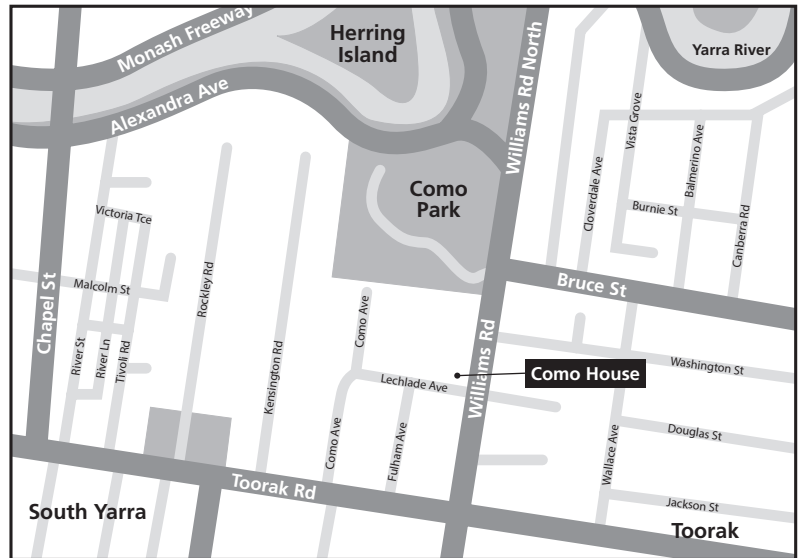 Monash Freeway
Herring
Island
Williams Rd North
Yarra River
Alexandra Ave
Vista Grove
Balmerino Ave
Cloverdale Ave
Como
Park
Burnie St
Canberra Rd
Victoria Tce
Rockley Rd
Malcolm St
Bruce St
Chapel St
Como Ave
River St
River Ln
Tivoli Rd
Kensington Rd
Williams Rd
Washington St
Como House
Lechlade Ave
Como Ave
Fulham Ave
Wallace Ave
Douglas St
Toorak Rd
Jackson St
South Yarra
Toorak